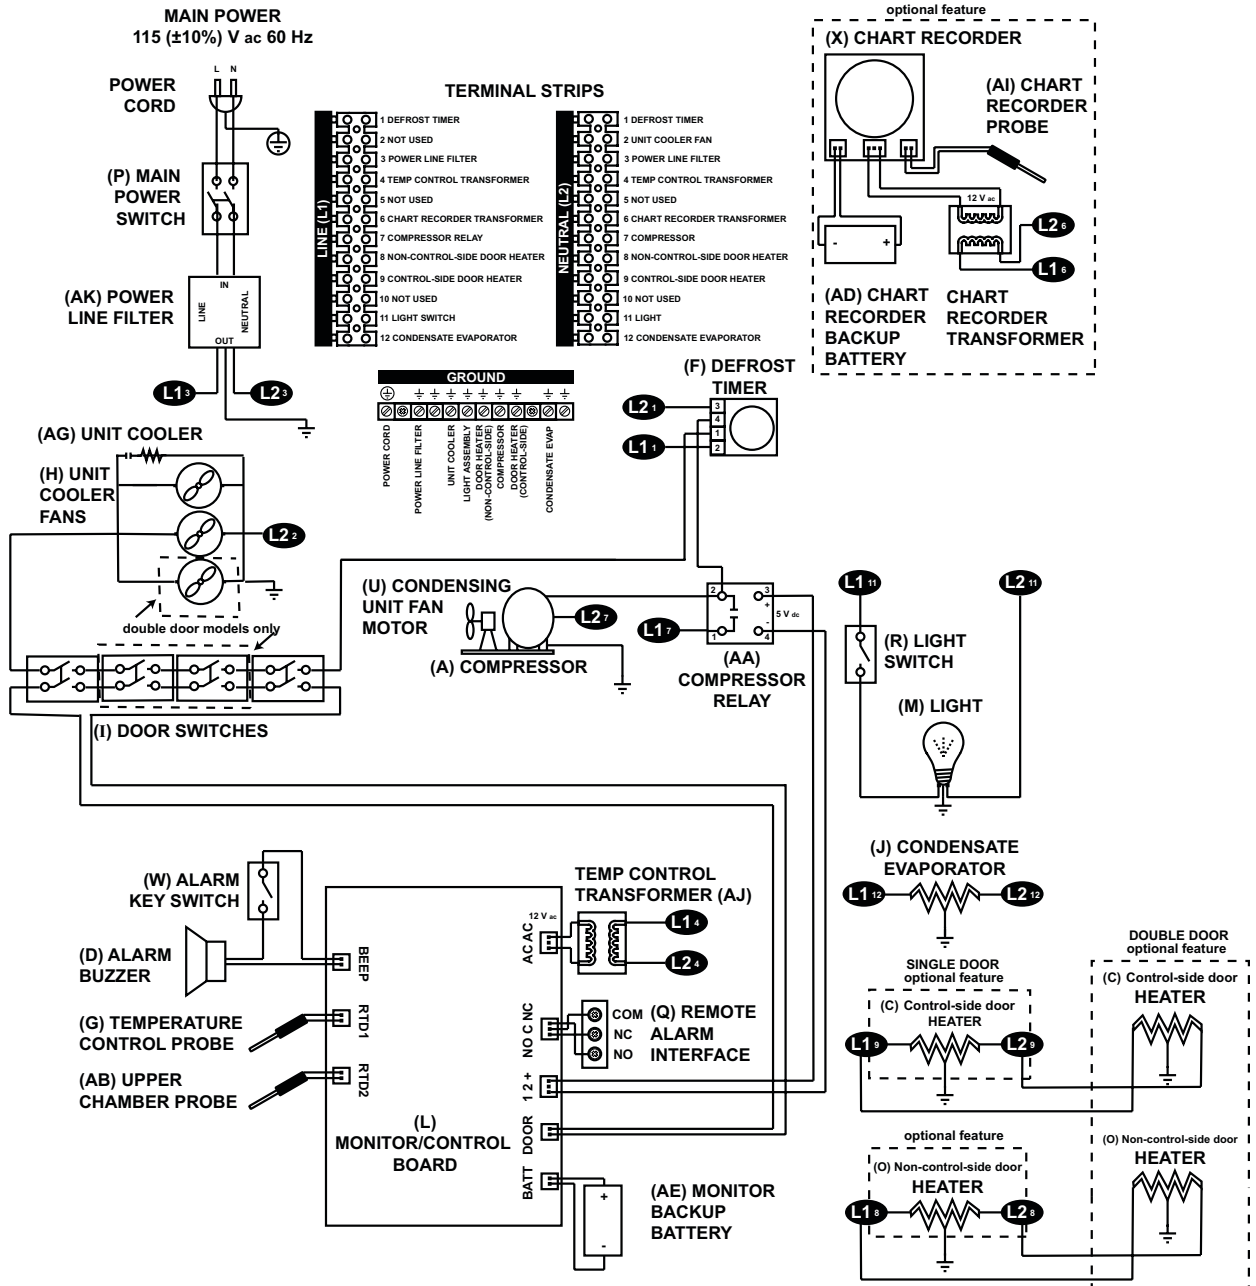 MAIN POWER
115 (±10%) V ac 60 Hz
L N
POWER
CORD
(P) MAIN
POWER
SWITCH
(AK) POWER
LINE FILTER
IN
LINE
NEUTRAL
OUT
L1 3
L2 3
TERMINAL STRIPS
LINE (L1)
1 DEFROST TIMER
2 NOT USED
3 POWER LINE FILTER
4 TEMP CONTROL TRANSFORMER
5 NOT USED
6 CHART RECORDER TRANSFORMER
7 COMPRESSOR RELAY
8 NON-CONTROL-SIDE DOOR HEATER
9 CONTROL-SIDE DOOR HEATER
10 NOT USED
11 LIGHT SWITCH
12 CONDENSATE EVAPORATOR
NEUTRAL (L2)
1 DEFROST TIMER
2 UNIT COOLER FAN
3 POWER LINE FILTER
4 TEMP CONTROL TRANSFORMER
5 NOT USED
6 CHART RECORDER TRANSFORMER
7 COMPRESSOR
8 NON-CONTROL-SIDE DOOR HEATER
9 CONTROL-SIDE DOOR HEATER
10 NOT USED
11 LIGHT
12 CONDENSATE EVAPORATOR
optional feature
(X) CHART RECORDER
(AI) CHART
RECORDER
PROBE
12 V ac
L2 6
L1 6
- +
(AD) CHART
RECORDER
BACKUP
BATTERY
CHART
RECORDER
TRANSFORMER
GROUND
POWER CORD
POWER LINE FILTER
UNIT COOLER
LIGHT ASSEMBLY
DOOR HEATER
(NON-CONTROL-SIDE)
COMPRESSOR
DOOR HEATER
(CONTROL-SIDE)
CONDENSATE EVAP
(F) DEFROST
TIMER
L2 1
L1 1
3
4
1
2
(AG) UNIT COOLER
(H) UNIT
COOLER
FANS
L2 2
double door models only
(I) DOOR SWITCHES
(U) CONDENSING
UNIT FAN
MOTOR
L2 7
(A) COMPRESSOR
L1 7
2 3
+
5 V dc
-
1 4
(AA)
COMPRESSOR
RELAY
L1 11
L2 11
(R) LIGHT
SWITCH
(M) LIGHT
(J) CONDENSATE
EVAPORATOR
L1 12
L2 12
(W) ALARM
KEY SWITCH
(D) ALARM
BUZZER
(G) TEMPERATURE
CONTROL PROBE
(AB) UPPER
CHAMBER PROBE
BEEP
RTD1
RTD2
(L)
MONITOR/CONTROL
BOARD
12 V ac
AC AC
NO C NC
1 2 +
DOOR
BATT
TEMP CONTROL
TRANSFORMER (AJ)
L1 4
L2 4
COM
NC
NO
(Q) REMOTE
ALARM
INTERFACE
+
-
(AE) MONITOR
BACKUP
BATTERY
SINGLE DOOR
optional feature
(C) Control-side door
HEATER
L1 9
L2 9
optional feature
(O) Non-control-side door
HEATER
L1 8
L2 8
DOUBLE DOOR
optional feature
(C) Control-side door
HEATER
(O) Non-control-side door
HEATER